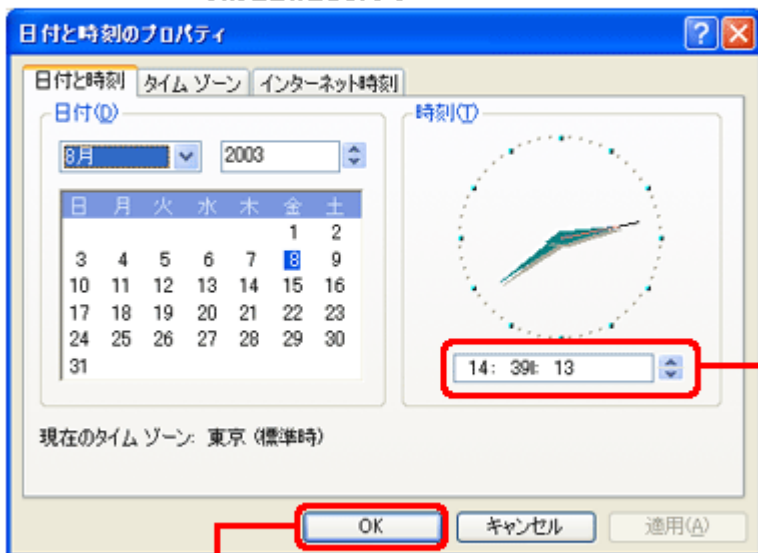 日付と時刻のプロパティ
日付と時刻 タイム ゾーン インターネット時刻
日付(D)
8月 2003
日 月 火 水 木 金 土
1 2
3 4 5 6 7 8 9
10 11 12 13 14 15 16
17 18 19 20 21 22 23
24 25 26 27 28 29 30
31
時刻(T)
14: 39: 13
現在のタイム ゾーン: 東京 (標準時)
OK キャンセル 適用(A)